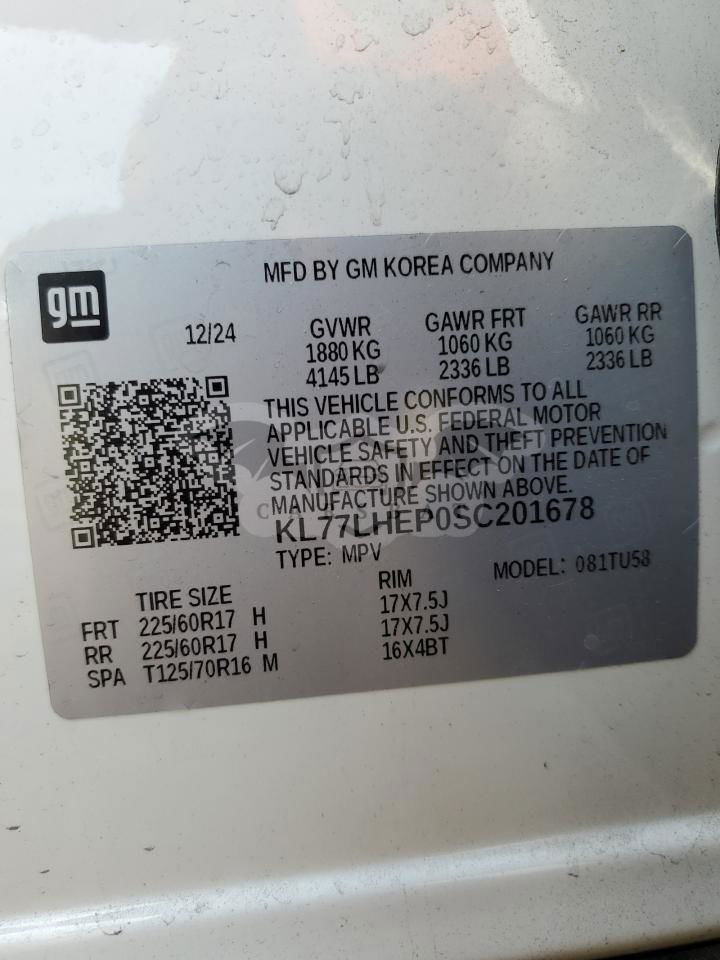 MFD BY GM KOREA COMPANY
gm
12/24
GVWR
1880 KG
4145 LB
GAWR FRT
1060 KG
2336 LB
GAWR RR
1060 KG
2336 LB
THIS VEHICLE CONFORMS TO ALL
APPLICABLE U.S. FEDERAL MOTOR
VEHICLE SAFETY AND THEFT PREVENTION
STANDARDS IN EFFECT ON THE DATE OF
MANUFACTURE SHOWN ABOVE.
KL77LHEP0SC201678
TYPE: MPV
MODEL: 081TU58
TIRE SIZE RIM
FRT 225/60R17 H 17X7.5J
RR 225/60R17 H 17X7.5J
SPA T125/70R16 M 16X4BT